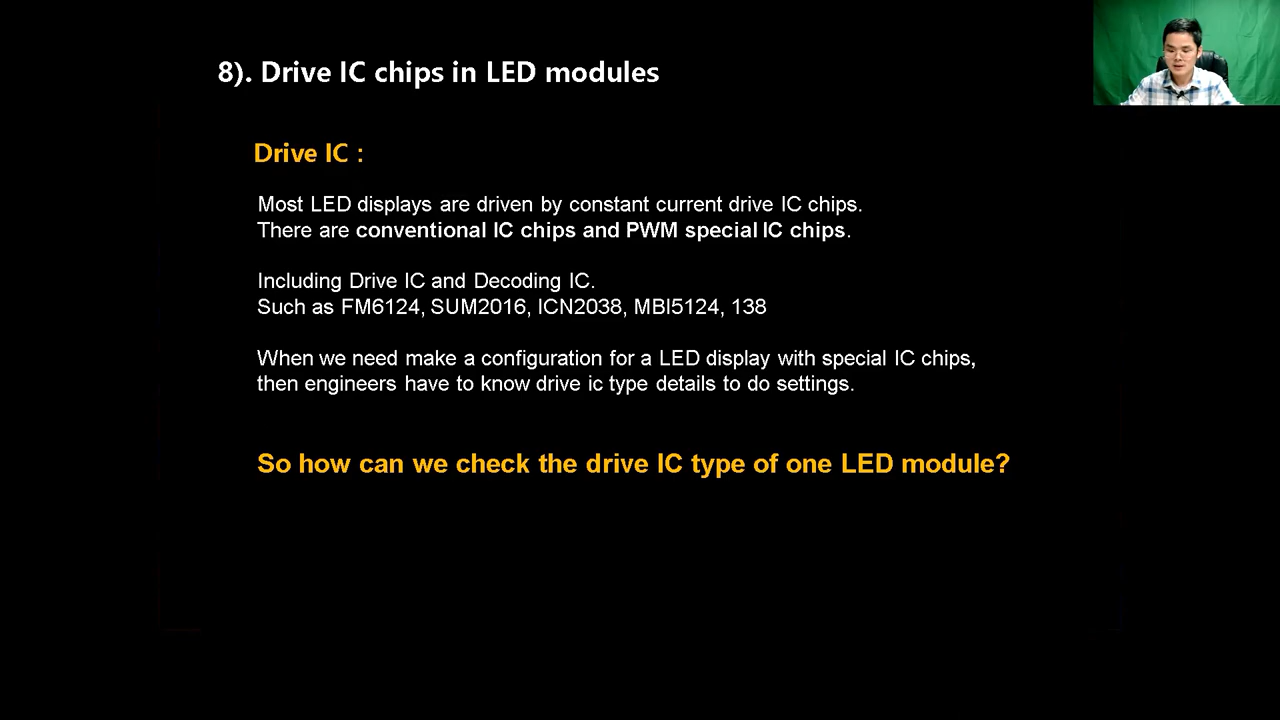 8). Drive IC chips in LED modules
Drive IC :
Most LED displays are driven by constant current drive IC chips.
There are conventional IC chips and PWM special IC chips.
Including Drive IC and Decoding IC.
Such as FM6124, SUM2016, ICN2038, MBI5124, 138
When we need make a configuration for a LED display with special IC chips,
then engineers have to know drive ic type details to do settings.
So how can we check the drive IC type of one LED module?